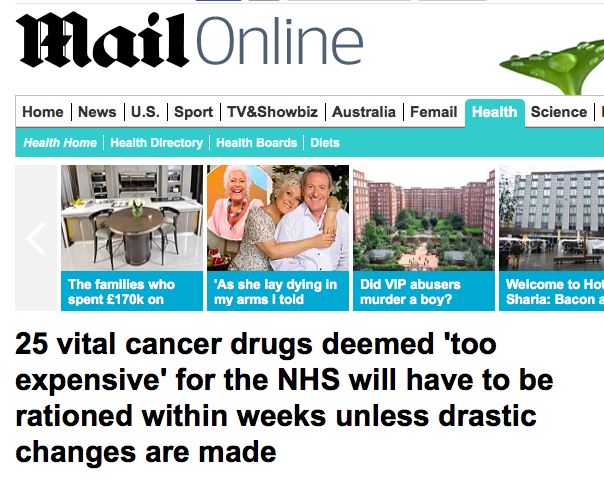 Mail Online
Home News U.S. Sport TV&Showbiz Australia Femail Health Science
Health Home Health Directory Health Boards Diets
The families who
spent £170k on
'As she lay dying in
my arms I told
Did VIP abusers
murder a boy?
Welcome to Hot
Sharia: Bacon a
25 vital cancer drugs deemed 'too
expensive' for the NHS will have to be
rationed within weeks unless drastic
changes are made